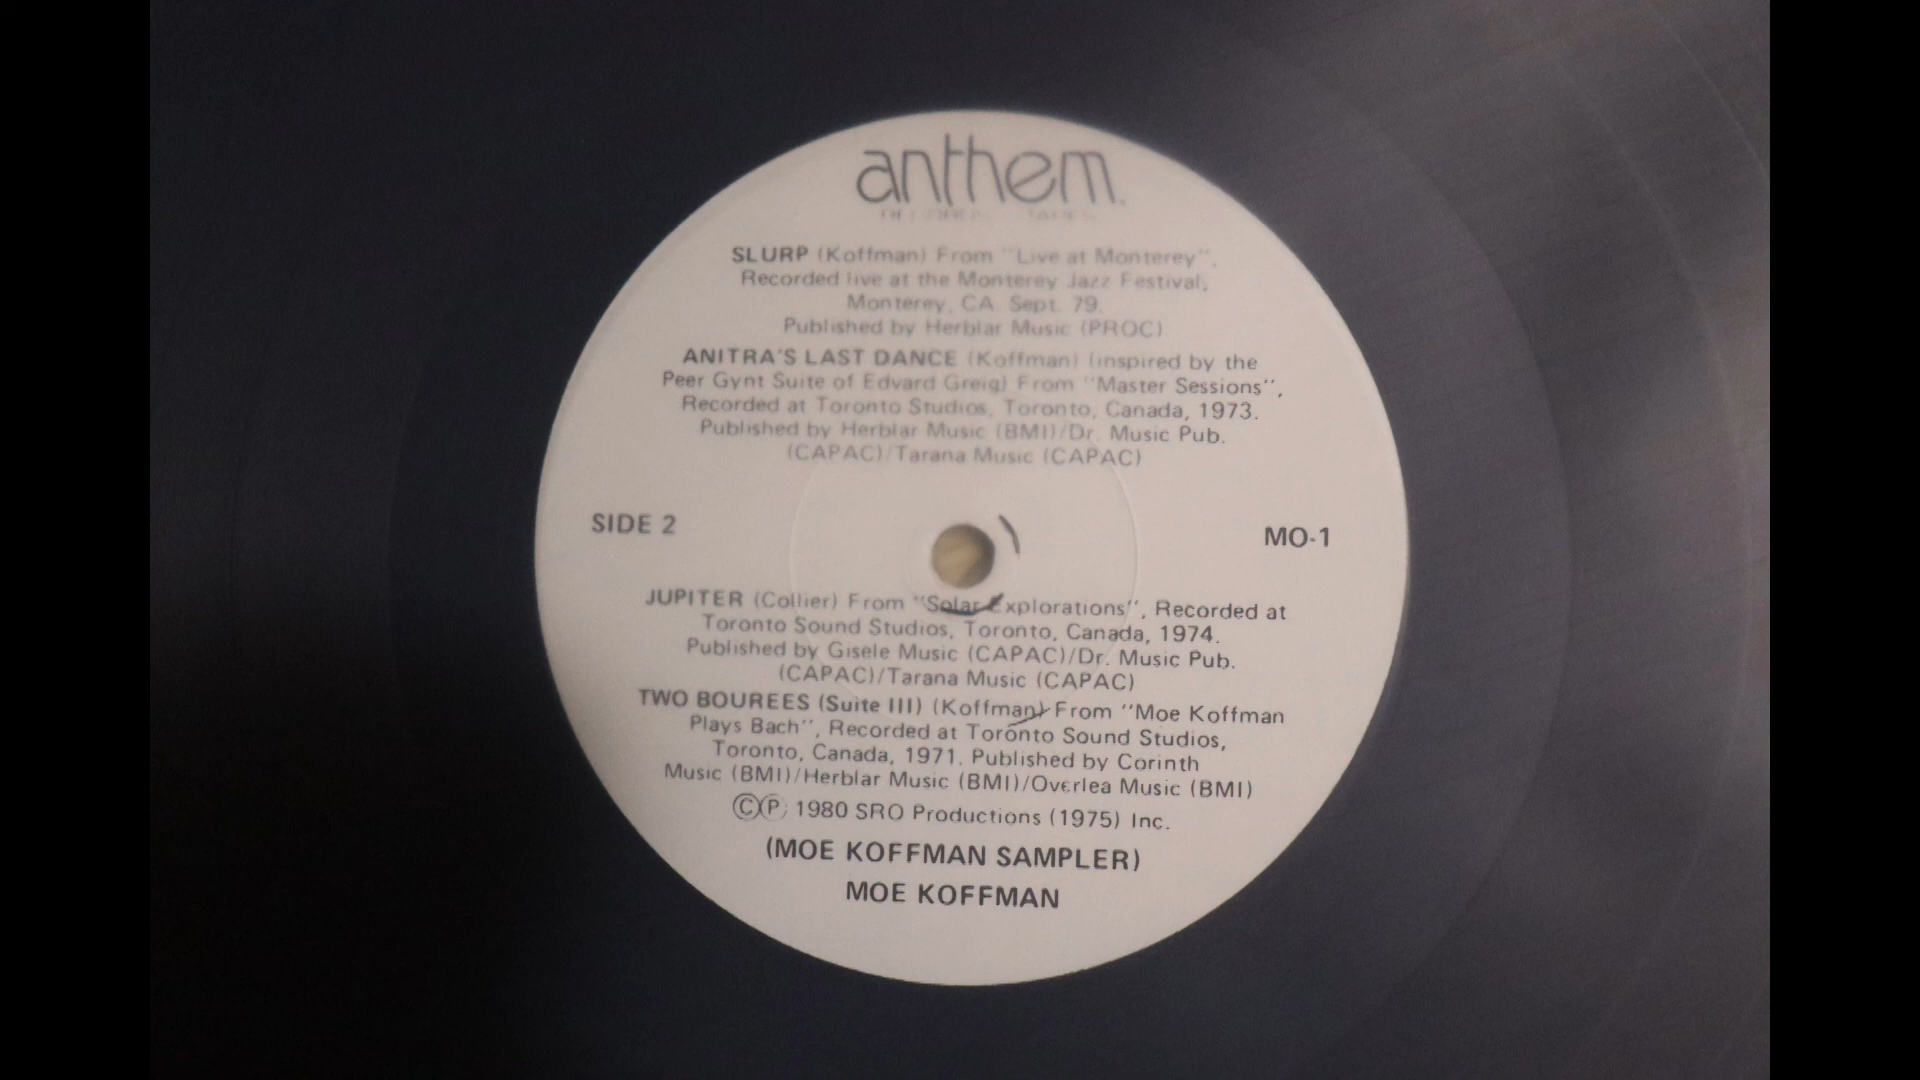 anthem.
SLURP (Koffman) From "Live at Monterey",
Recorded live at the Monterey Jazz Festival,
Monterey, CA. Sept. 79.
Published by Herblar Music (PROC)
ANITRA'S LAST DANCE (Koffman) (inspired by the
Peer Gynt Suite of Edvard Greig) From "Master Sessions",
Recorded at Toronto Studios, Toronto, Canada, 1973.
Published by Herblar Music (BMI)/Dr. Music Pub.
(CAPAC)/Tarana Music (CAPAC)
SIDE 2
MO-1
JUPITER (Collier) From "Solar Explorations", Recorded at
Toronto Sound Studios, Toronto, Canada, 1974.
Published by Gisele Music (CAPAC)/Dr. Music Pub.
(CAPAC)/Tarana Music (CAPAC)
TWO BOUREES (Suite III) (Koffman) From "Moe Koffman
Plays Bach", Recorded at Toronto Sound Studios,
Toronto, Canada, 1971. Published by Corinth
Music (BMI)/Herblar Music (BMI)/Overlea Music (BMI)
ⒸⓅ 1980 SRO Productions (1975) Inc.
(MOE KOFFMAN SAMPLER)
MOE KOFFMAN